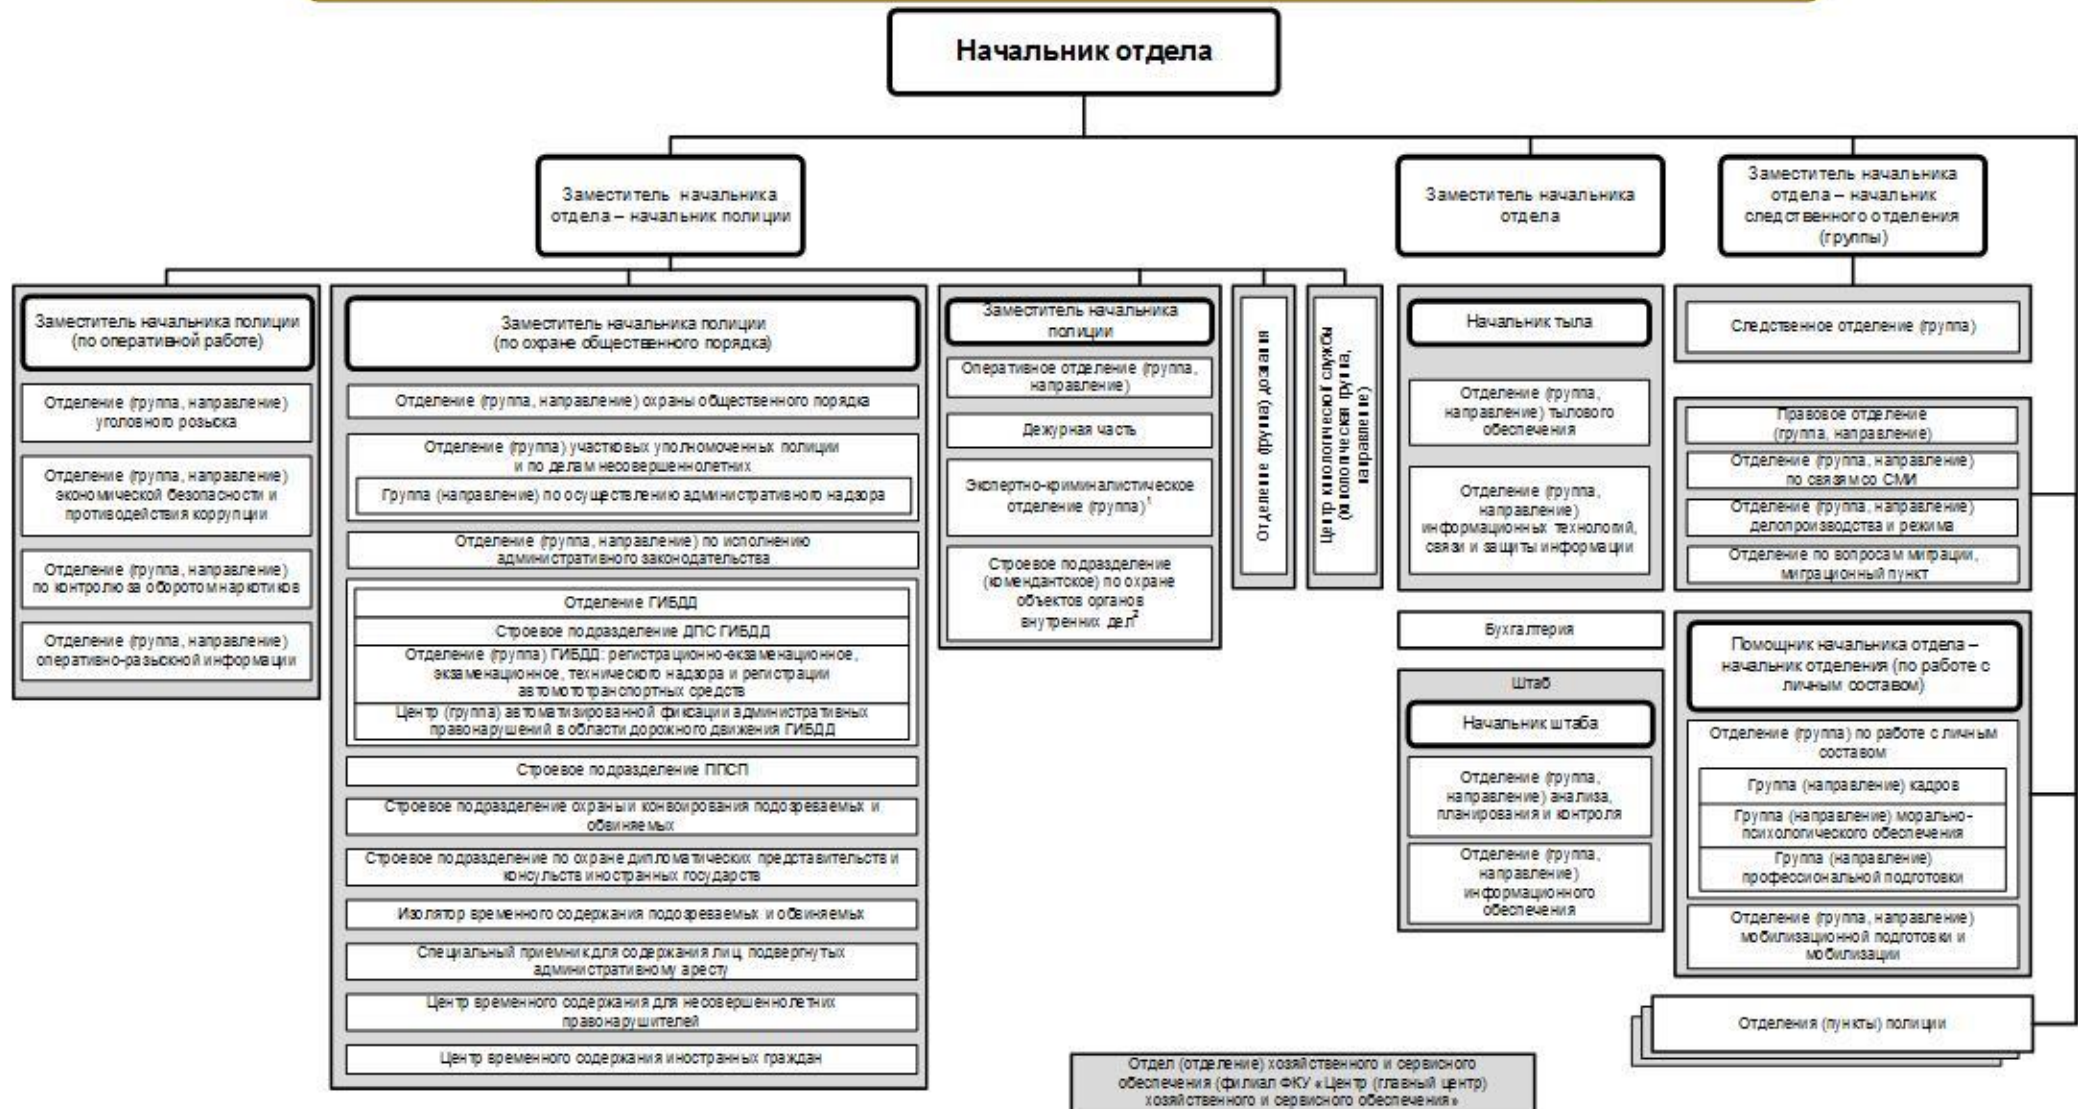 Начальник отдела
Заместитель начальника
отдела – начальник полиции
Заместитель начальника
отдела
Заместитель начальника
отдела – начальник
следственного отделения
(группы)
Заместитель начальника полиции
(по оперативной работе)
Отделение (группа, направление)
уголовного розыска
Отделение (группа, направление)
экономической безопасности и
противодействия коррупции
Отделение (группа, направление)
по контролю за оборотом наркотиков
Отделение (группа, направление)
оперативно-разыскной информации
Заместитель начальника полиции
(по охране общественного порядка)
Отделение (группа, направление) охраны общественного порядка
Отделение (группа) участковых уполномоченных полиции
и по делам несовершеннолетних
Группа (направление) по осуществлению административного надзора
Отделение (группа, направление) по исполнению
административного законодательства
Отделение ГИБДД
Строевое подразделение ДПС ГИБДД
Отделение (группа) ГИБДД: регистрационно-экзаменационное,
экзаменационное, технического надзора и регистрации
автомототранспортных средств
Центр (группа) автоматизированной фиксации административных
правонарушений в области дорожного движения ГИБДД
Строевое подразделение ППСП
Строевое подразделение охраны и конвоирования подозреваемых и
обвиняемых
Строевое подразделение по охране дипломатических представительств и
консульств иностранных государств
Изолятор временного содержания подозреваемых и обвиняемых
Специальный приемник для содержания лиц, подвергнутых
административному аресту
Центр временного содержания для несовершеннолетних
правонарушителей
Центр временного содержания иностранных граждан
Заместитель начальника
полиции
Оперативное отделение (группа,
направление)
Дежурная часть
Экспертно-криминалистическое
отделение (группа)¹
Строевое подразделение
(комендантское) по охране
объектов органов
внутренних дел²
Отделение (группа) дознания
Центр кинологической службы
(кинологическая группа,
направление)
Начальник тыла
Отделение (группа,
направление) тылового
обеспечения
Отделение (группа,
направление)
информационных технологий,
связи и защиты информации
Бухгалтерия
Штаб
Начальник штаба
Отделение (группа,
направление) анализа,
планирования и контроля
Отделение (группа,
направление)
информационного
обеспечения
Следственное отделение (группа)
Правовое отделение
(группа, направление)
Отделение (группа, направление)
по связям со СМИ
Отделение (группа, направление)
делопроизводства и режима
Отделение по вопросам миграции,
миграционный пункт
Помощник начальника отдела –
начальник отделения (по работе с
личным составом)
Отделение (группа) по работе с личным
составом
Группа (направление) кадров
Группа (направление) морально-
психологического обеспечения
Группа (направление)
профессиональной подготовки
Отделение (группа, направление)
мобилизационной подготовки и
мобилизации
Отделения (пункты) полиции
Отдел (отделение) хозяйственного и сервисного
обеспечения (филиал ФКУ «Центр (главный центр)
хозяйственного и сервисного обеспечения»